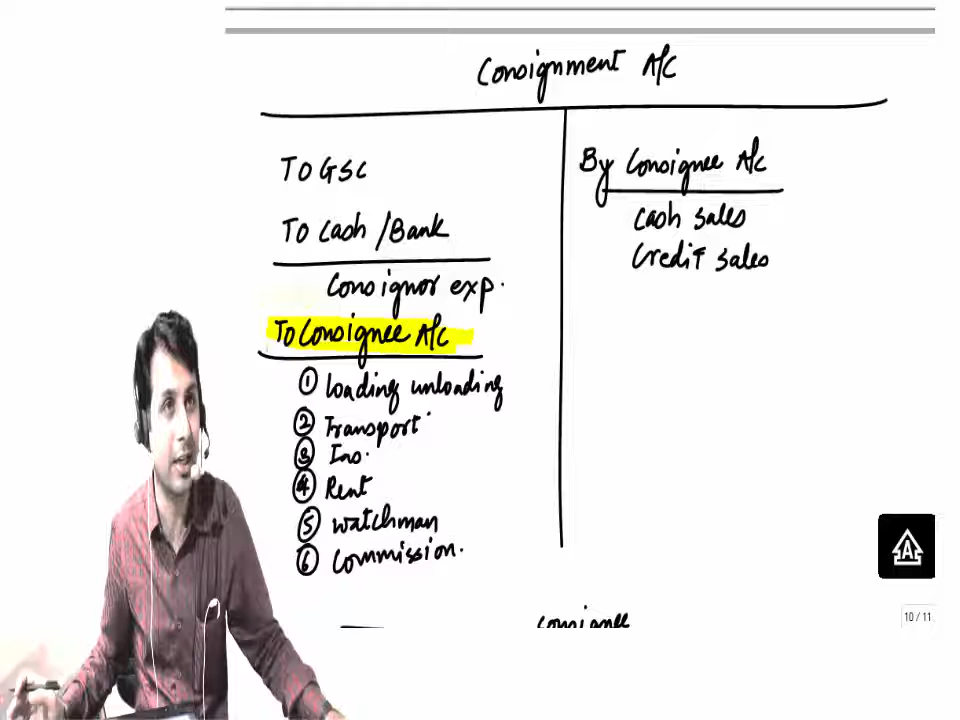 Consignment A/c
To GSC
To Cash / Bank
Consignor exp.
To Consignee A/c
① Loading unloading
② Transport
③ Ins.
④ Rent
⑤ Watchman
⑥ Commission.
By Consignee A/c
Cash sales
Credit sales
A
10 / 11
Consignee